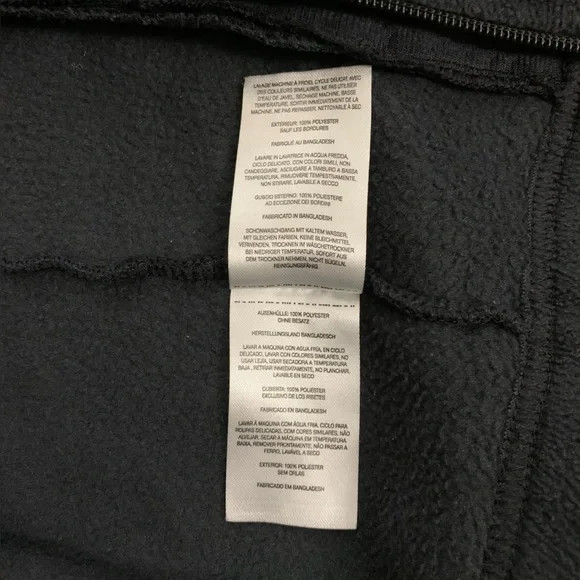 LAVAGE MACHINE À FROID, CYCLE DELICAT, AVEC
DES COULEURS SIMILAIRES, NE PAS UTILISER
D'EAU DE JAVEL, SECHAGE MACHINE, BASSE
TEMPÉRATURE, SORTIR IMMEDIATEMENT DE LA
MACHINE, NE PAS REPASSER, NETTOYABLE À SEC
EXTÉRIEUR: 100% POLYESTER
SAUF LES BORDURES
FABRIQUÉ AU BANGLADESH
LAVARE IN LAVATRICE IN ACQUA FREDDA,
CICLO DELICATO, CON COLORI SIMILI, NON
CANDEGGIARE, ASCIUGARE A TAMBURO A BASSA
TEMPERATURA, RIMUOVERE TEMPESTIVAMENTE,
NON STIRARE, LAVABILE A SECCO
GUSCIO ESTERNO: 100% POLIESTERE
AD ECCEZIONE DEI BORDINI
FABBRICATO IN BANGLADESH
SCHONWASCHGANG MIT KALTEM WASSER,
MIT GLEICHEN FARBEN, KEINE BLEICHMITTEL
VERWENDEN, TROCKNEN IM WÄSCHETROCKNER
BEI NIEDRIGER TEMPERATUR, SOFORT AUS
DEM TROCKNER NEHMEN, NICHT BÜGELN,
REINIGUNGSFÄHIG
AUẞENHÜLLE: 100% POLYESTER
OHNE BESATZ
HERSTELLUNGSLAND BANGLADESCH
LAVAR A MAQUINA CON AGUA FRIA, EN CICLO
DELICADO, LAVAR CON COLORES SIMILARES, NO
USAR LEJÍA, USAR SECADORA A TEMPERATURA
BAJA, RETIRAR INMEDIATAMENTE, NO PLANCHAR,
LAVABLE EN SECO
CUBIERTA: 100% POLIÉSTER
EXCLUSIVO DE LOS RIBETES
FABRICADO EN BANGLADESH
LAVAR À MAQUINA COM ÁGUA FRIA, CICLO PARA
ROUPAS DELICADAS, COM CORES SIMILARES, NÃO
ALVEJAR, SECAR À MÁQUINA EM TEMPERATURA
BAIXA, REMOVER PRONTAMENTE, NÃO PASSAR A
FERRO, LAVÁVEL A SECO
EXTERIOR: 100% POLIÉSTER
SEM ORLAS
FABRICADO EM BANGLADESH